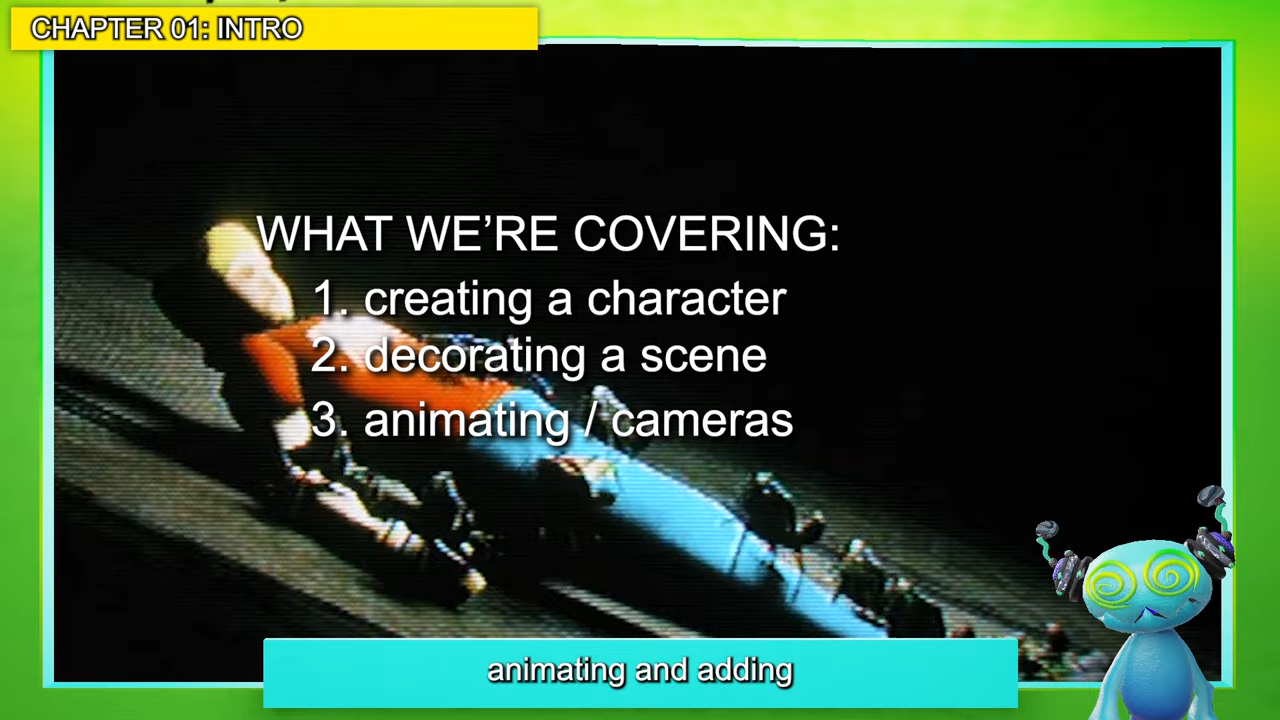 CHAPTER 01: INTRO
WHAT WE'RE COVERING:
1. creating a character
2. decorating a scene
3. animating / cameras
animating and adding